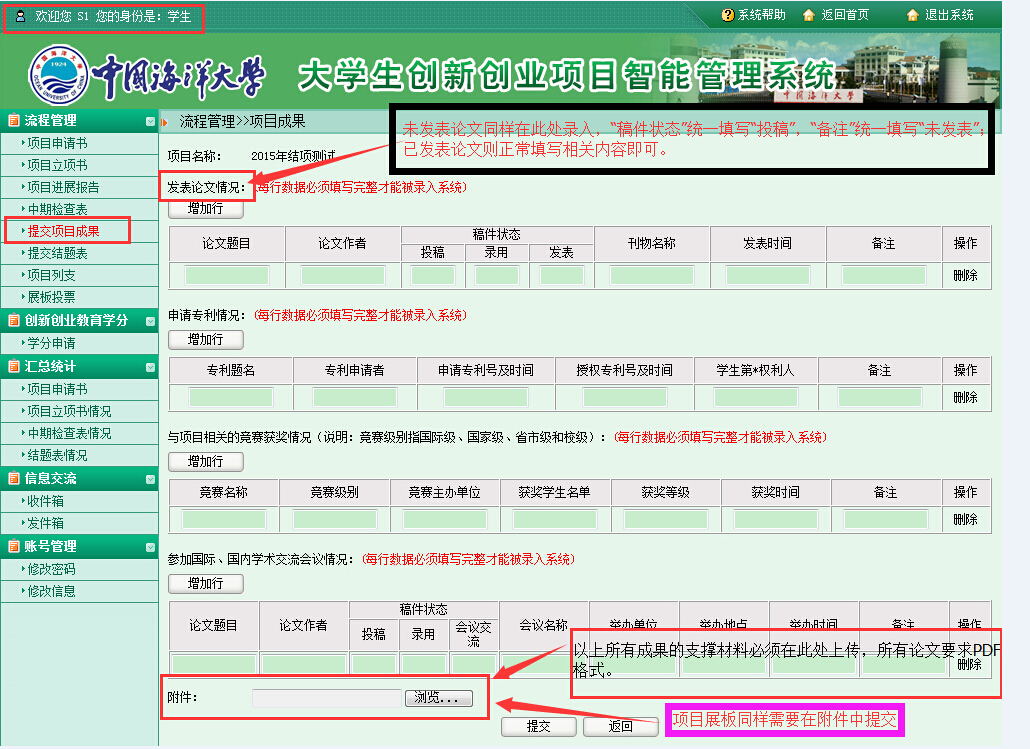 欢迎您 S1 您的身份是：学生
系统帮助 返回首页 退出系统
1924
OCEAN UNIVERSITY OF CHINA
中国海洋大学
大学生创新创业项目智能管理系统
中国海洋大学
流程管理
项目申请书
项目立项书
项目进展报告
中期检查表
提交项目成果
提交结题表
项目列支
展板投票
创新创业教育学分
学分申请
汇总统计
项目申请书
项目立项书情况
中期检查表情况
结题表情况
信息交流
收件箱
发件箱
账号管理
修改密码
修改信息
流程管理>>项目成果
未发表论文同样在此处录入，“稿件状态”统一填写“投稿”，“备注”统一填写“未发表”；
已发表论文则正常填写相关内容即可。
项目名称： 2015年结项测试
发表论文情况：(每行数据必须填写完整才能被录入系统)
增加行
论文题目 论文作者 稿件状态 刊物名称 发表时间 备注 操作
投稿 录用 发表
删除
申请专利情况：(每行数据必须填写完整才能被录入系统)
增加行
专利题名 专利申请者 申请专利号及时间 授权专利号及时间 学生第*权利人 备注 操作
删除
与项目相关的竞赛获奖情况（说明：竞赛级别指国际级、国家级、省市级和校级）：(每行数据必须填写完整才能被录入系统)
增加行
竞赛名称 竞赛级别 竞赛主办单位 获奖学生名单 获奖等级 获奖时间 备注 操作
删除
参加国际、国内学术交流会议情况：(每行数据必须填写完整才能被录入系统)
增加行
论文题目 论文作者 稿件状态 会议名称 举办单位 举办地点 举办时间 备注 操作
投稿 录用 会议交
流
删除
以上所有成果的支撑材料必须在此处上传，所有论文要求PDF
格式。
附件： 浏览...
项目展板同样需要在附件中提交
提交 返回